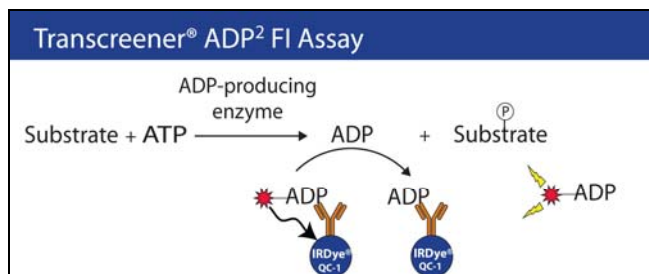 Transcreener® ADP² FI Assay
ADP-producing
enzyme
Substrate + ATP
ADP
+
Substrate
P
ADP
ADP
ADP
IRDye®
QC-1
IRDye®
QC-1